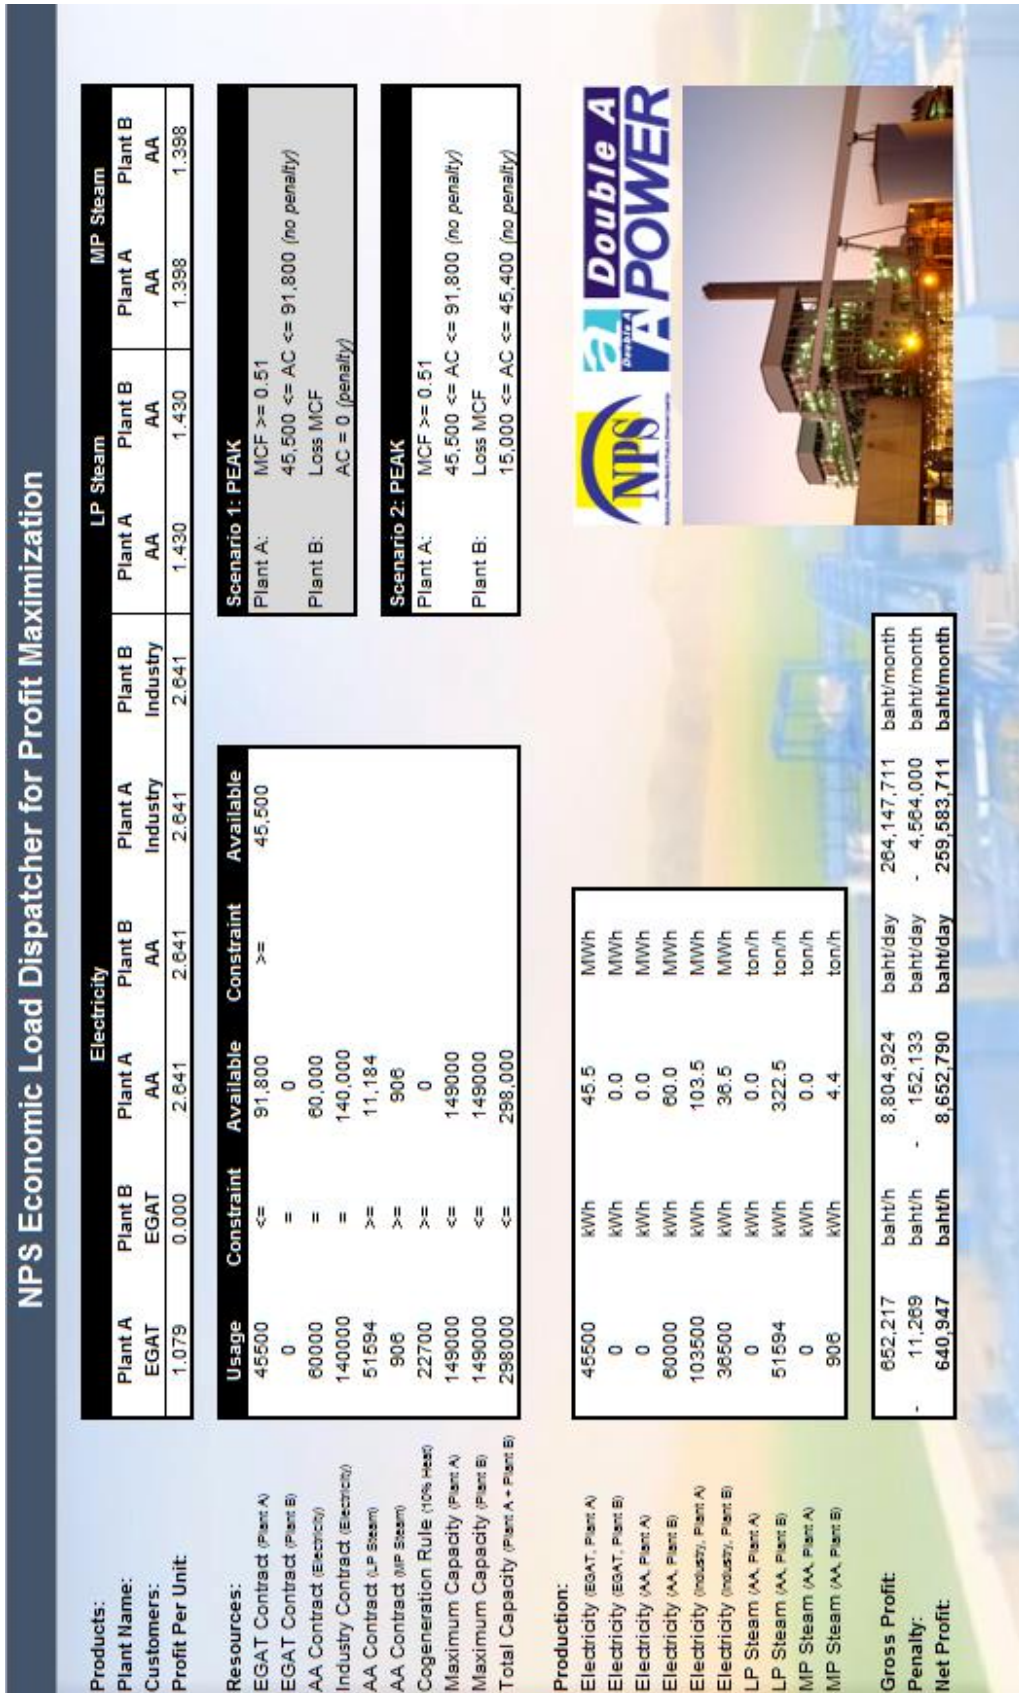 NPS Economic Load Dispatcher for Profit Maximization
Products: Electricity LP Steam MP Steam
Plant Name: Plant A Plant B Plant A Plant B Plant A Plant B Plant A Plant B Plant A Plant B
Customers: EGAT EGAT AA AA Industry Industry AA AA AA AA
Profit Per Unit: 1.079 0.000 2.641 2.641 2.641 2.641 1.430 1.430 1.398 1.398
Resources: Usage Constraint Available Constraint Available
EGAT Contract (Plant A) 45500 <= 91,800 >= 45,500
EGAT Contract (Plant B) 0 = 0
AA Contract (Electricity) 60000 = 60,000
Industry Contract (Electricity) 140000 = 140,000
AA Contract (LP Steam) 51594 >= 11,184
AA Contract (MP Steam) 906 >= 906
Cogeneration Rule (10% Heat) 22700 >= 0
Maximum Capacity (Plant A) 149000 <= 149000
Maximum Capacity (Plant B) 149000 <= 149000
Total Capacity (Plant A + Plant B) 298000 <= 298,000
Scenario 1: PEAK
Plant A: MCF >= 0.51
45,500 <= AC <= 91,800 (no penalty)
Plant B: Loss MCF
AC = 0 (penalty)
Scenario 2: PEAK
Plant A: MCF >= 0.51
45,500 <= AC <= 91,800 (no penalty)
Plant B: Loss MCF
15,000 <= AC <= 45,400 (no penalty)
Production:
Electricity (EGAT, Plant A) 45500 kWh 45.5 MWh
Electricity (EGAT, Plant B) 0 kWh 0.0 MWh
Electricity (AA, Plant A) 0 kWh 0.0 MWh
Electricity (AA, Plant B) 60000 kWh 60.0 MWh
Electricity (Industry, Plant A) 103500 kWh 103.5 MWh
Electricity (Industry, Plant B) 36500 kWh 36.5 MWh
LP Steam (AA, Plant A) 0 kWh 0.0 ton/h
LP Steam (AA, Plant B) 51594 kWh 322.5 ton/h
MP Steam (AA, Plant A) 0 kWh 0.0 ton/h
MP Steam (AA, Plant B) 906 kWh 4.4 ton/h
Gross Profit: 652,217 baht/h 8,804,924 baht/day 264,147,711 baht/month
Penalty: - 11,269 baht/h - 152,133 baht/day - 4,564,000 baht/month
Net Profit: 640,947 baht/h 8,652,790 baht/day 259,583,711 baht/month
NPS
a
Double A
Double A
A POWER